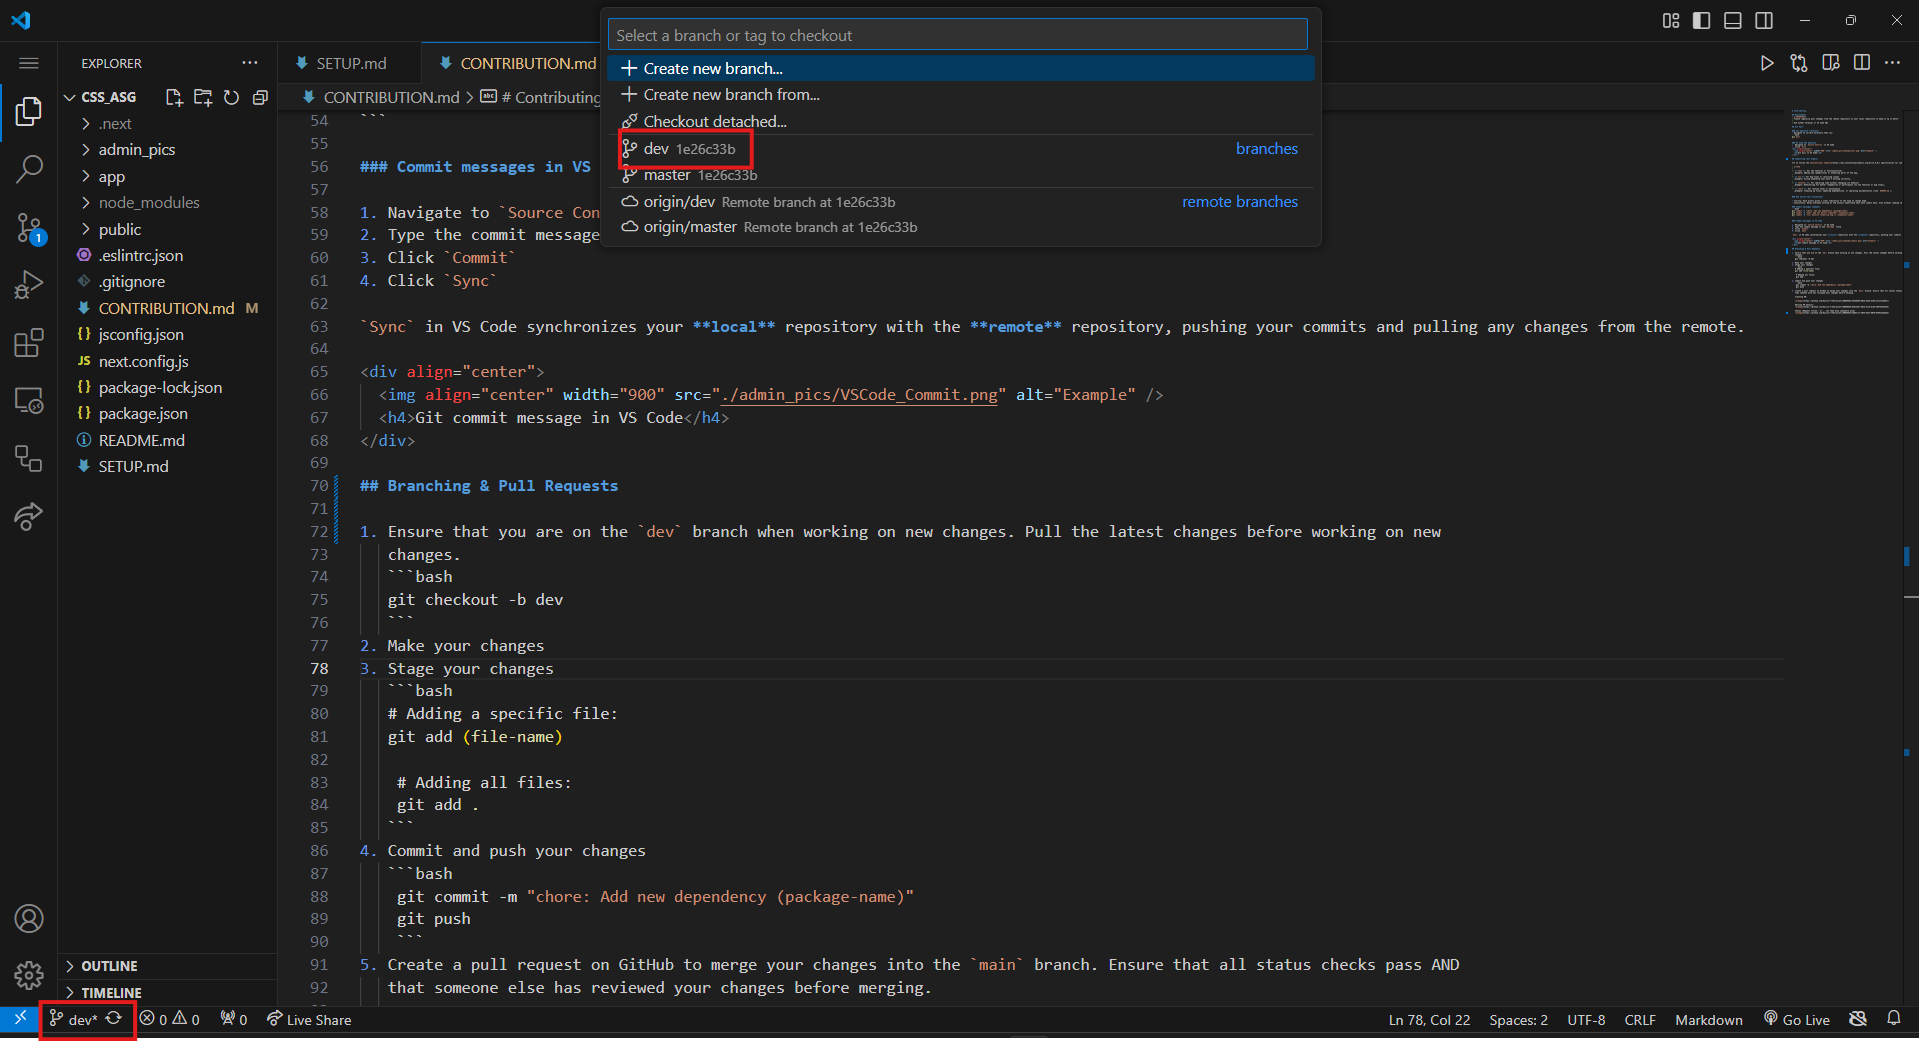 Select a branch or tag to checkout
Create new branch...
Create new branch from...
Checkout detached...
dev 1e26c33b branches
master 1e26c33b
origin/dev Remote branch at 1e26c33b remote branches
origin/master Remote branch at 1e26c33b
EXPLORER
CSS_ASG
.next
admin_pics
app
node_modules
public
.eslintrc.json
.gitignore
CONTRIBUTION.md M
{} jsconfig.json
JS next.config.js
{} package-lock.json
{} package.json
README.md
SETUP.md
OUTLINE
TIMELINE
1
SETUP.md
CONTRIBUTION.md
CONTRIBUTION.md > abc # Contributing
54 ```
55
56 ### Commit messages in VS
57
58 1. Navigate to `Source Con
59 2. Type the commit message
60 3. Click `Commit`
61 4. Click `Sync`
62
63 `Sync` in VS Code synchronizes your **local** repository with the **remote** repository, pushing your commits and pulling any changes from the remote.
64
65 <div align="center">
66 <img align="center" width="900" src="./admin_pics/VSCode_Commit.png" alt="Example" />
67 <h4>Git commit message in VS Code</h4>
68 </div>
69
70 ## Branching & Pull Requests
71
72 1. Ensure that you are on the `dev` branch when working on new changes. Pull the latest changes before working on new
73 changes.
74 ```bash
75 git checkout -b dev
76 ```
77 2. Make your changes
78 3. Stage your changes
79 ```bash
80 # Adding a specific file:
81 git add (file-name)
82
83 # Adding all files:
84 git add .
85 ```
86 4. Commit and push your changes
87 ```bash
88 git commit -m "chore: Add new dependency (package-name)"
89 git push
90 ```
91 5. Create a pull request on GitHub to merge your changes into the `main` branch. Ensure that all status checks pass AND
92 that someone else has reviewed your changes before merging.
dev* 0 0 0 Live Share
Ln 78, Col 22 Spaces: 2 UTF-8 CRLF Markdown Go Live